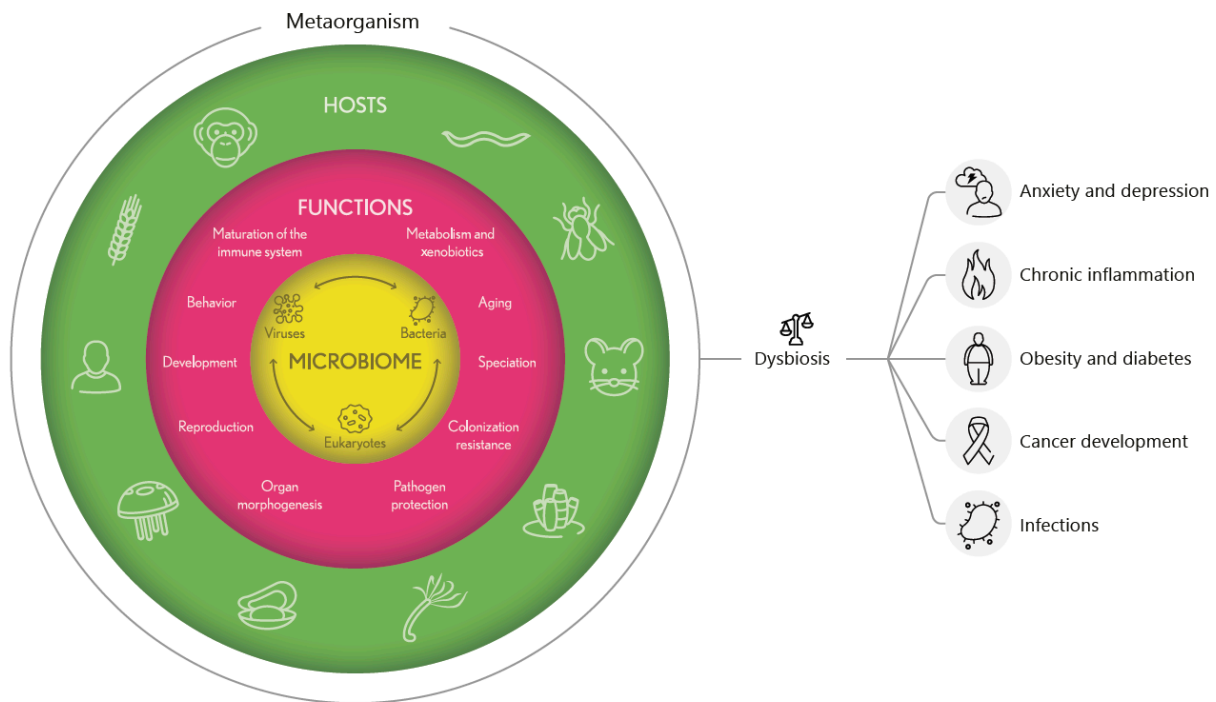 Metaorganism
HOSTS
FUNCTIONS
Maturation of the
immune system
Metabolism and
xenobiotics
Behavior
Aging
Viruses
Bacteria
MICROBIOME
Development
Speciation
Reproduction
Colonization
resistance
Eukaryotes
Organ
morphogenesis
Pathogen
protection
Dysbiosis
Anxiety and depression
Chronic inflammation
Obesity and diabetes
Cancer development
Infections